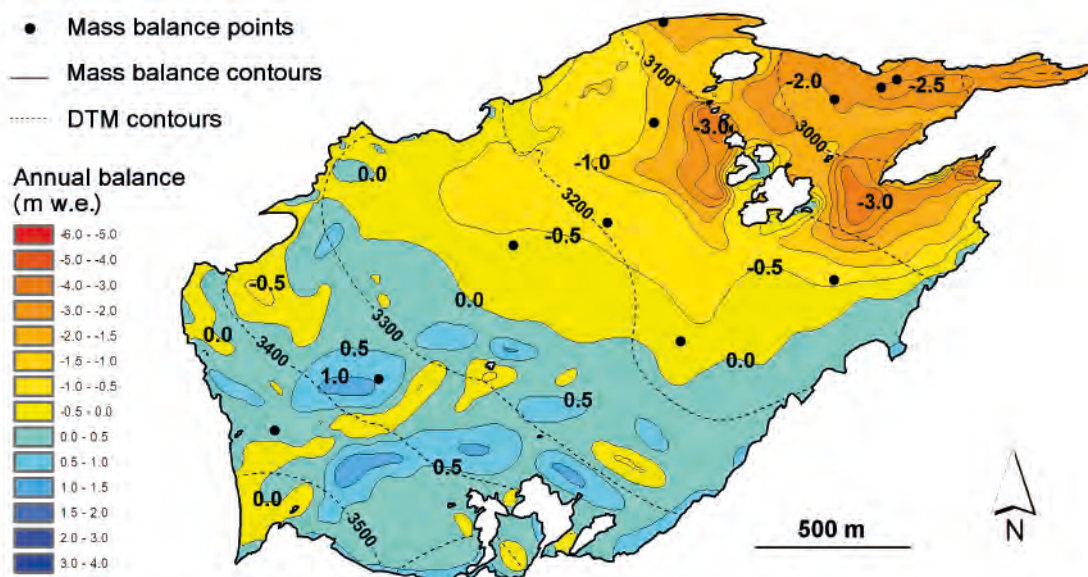 Mass balance points
Mass balance contours
DTM contours
Annual balance
(m w.e.)
-6.0 - -5.0
-5.0 - -4.0
-4.0 - -3.0
-3.0 - -2.0
-2.0 - -1.5
-1.5 - -1.0
-1.0 - -0.5
-0.5 - 0.0
0.0 - 0.5
0.5 - 1.0
1.0 - 1.5
1.5 - 2.0
2.0 - 3.0
3.0 - 4.0
3100
-2.0
-2.5
-3.0
3000
0.0
-1.0
3200
-3.0
-0.5
-0.5
-0.5
0.0
3300
0.0
3400
0.5
0.0
1.0
0.5
0.5
0.0
3500
500 m
N